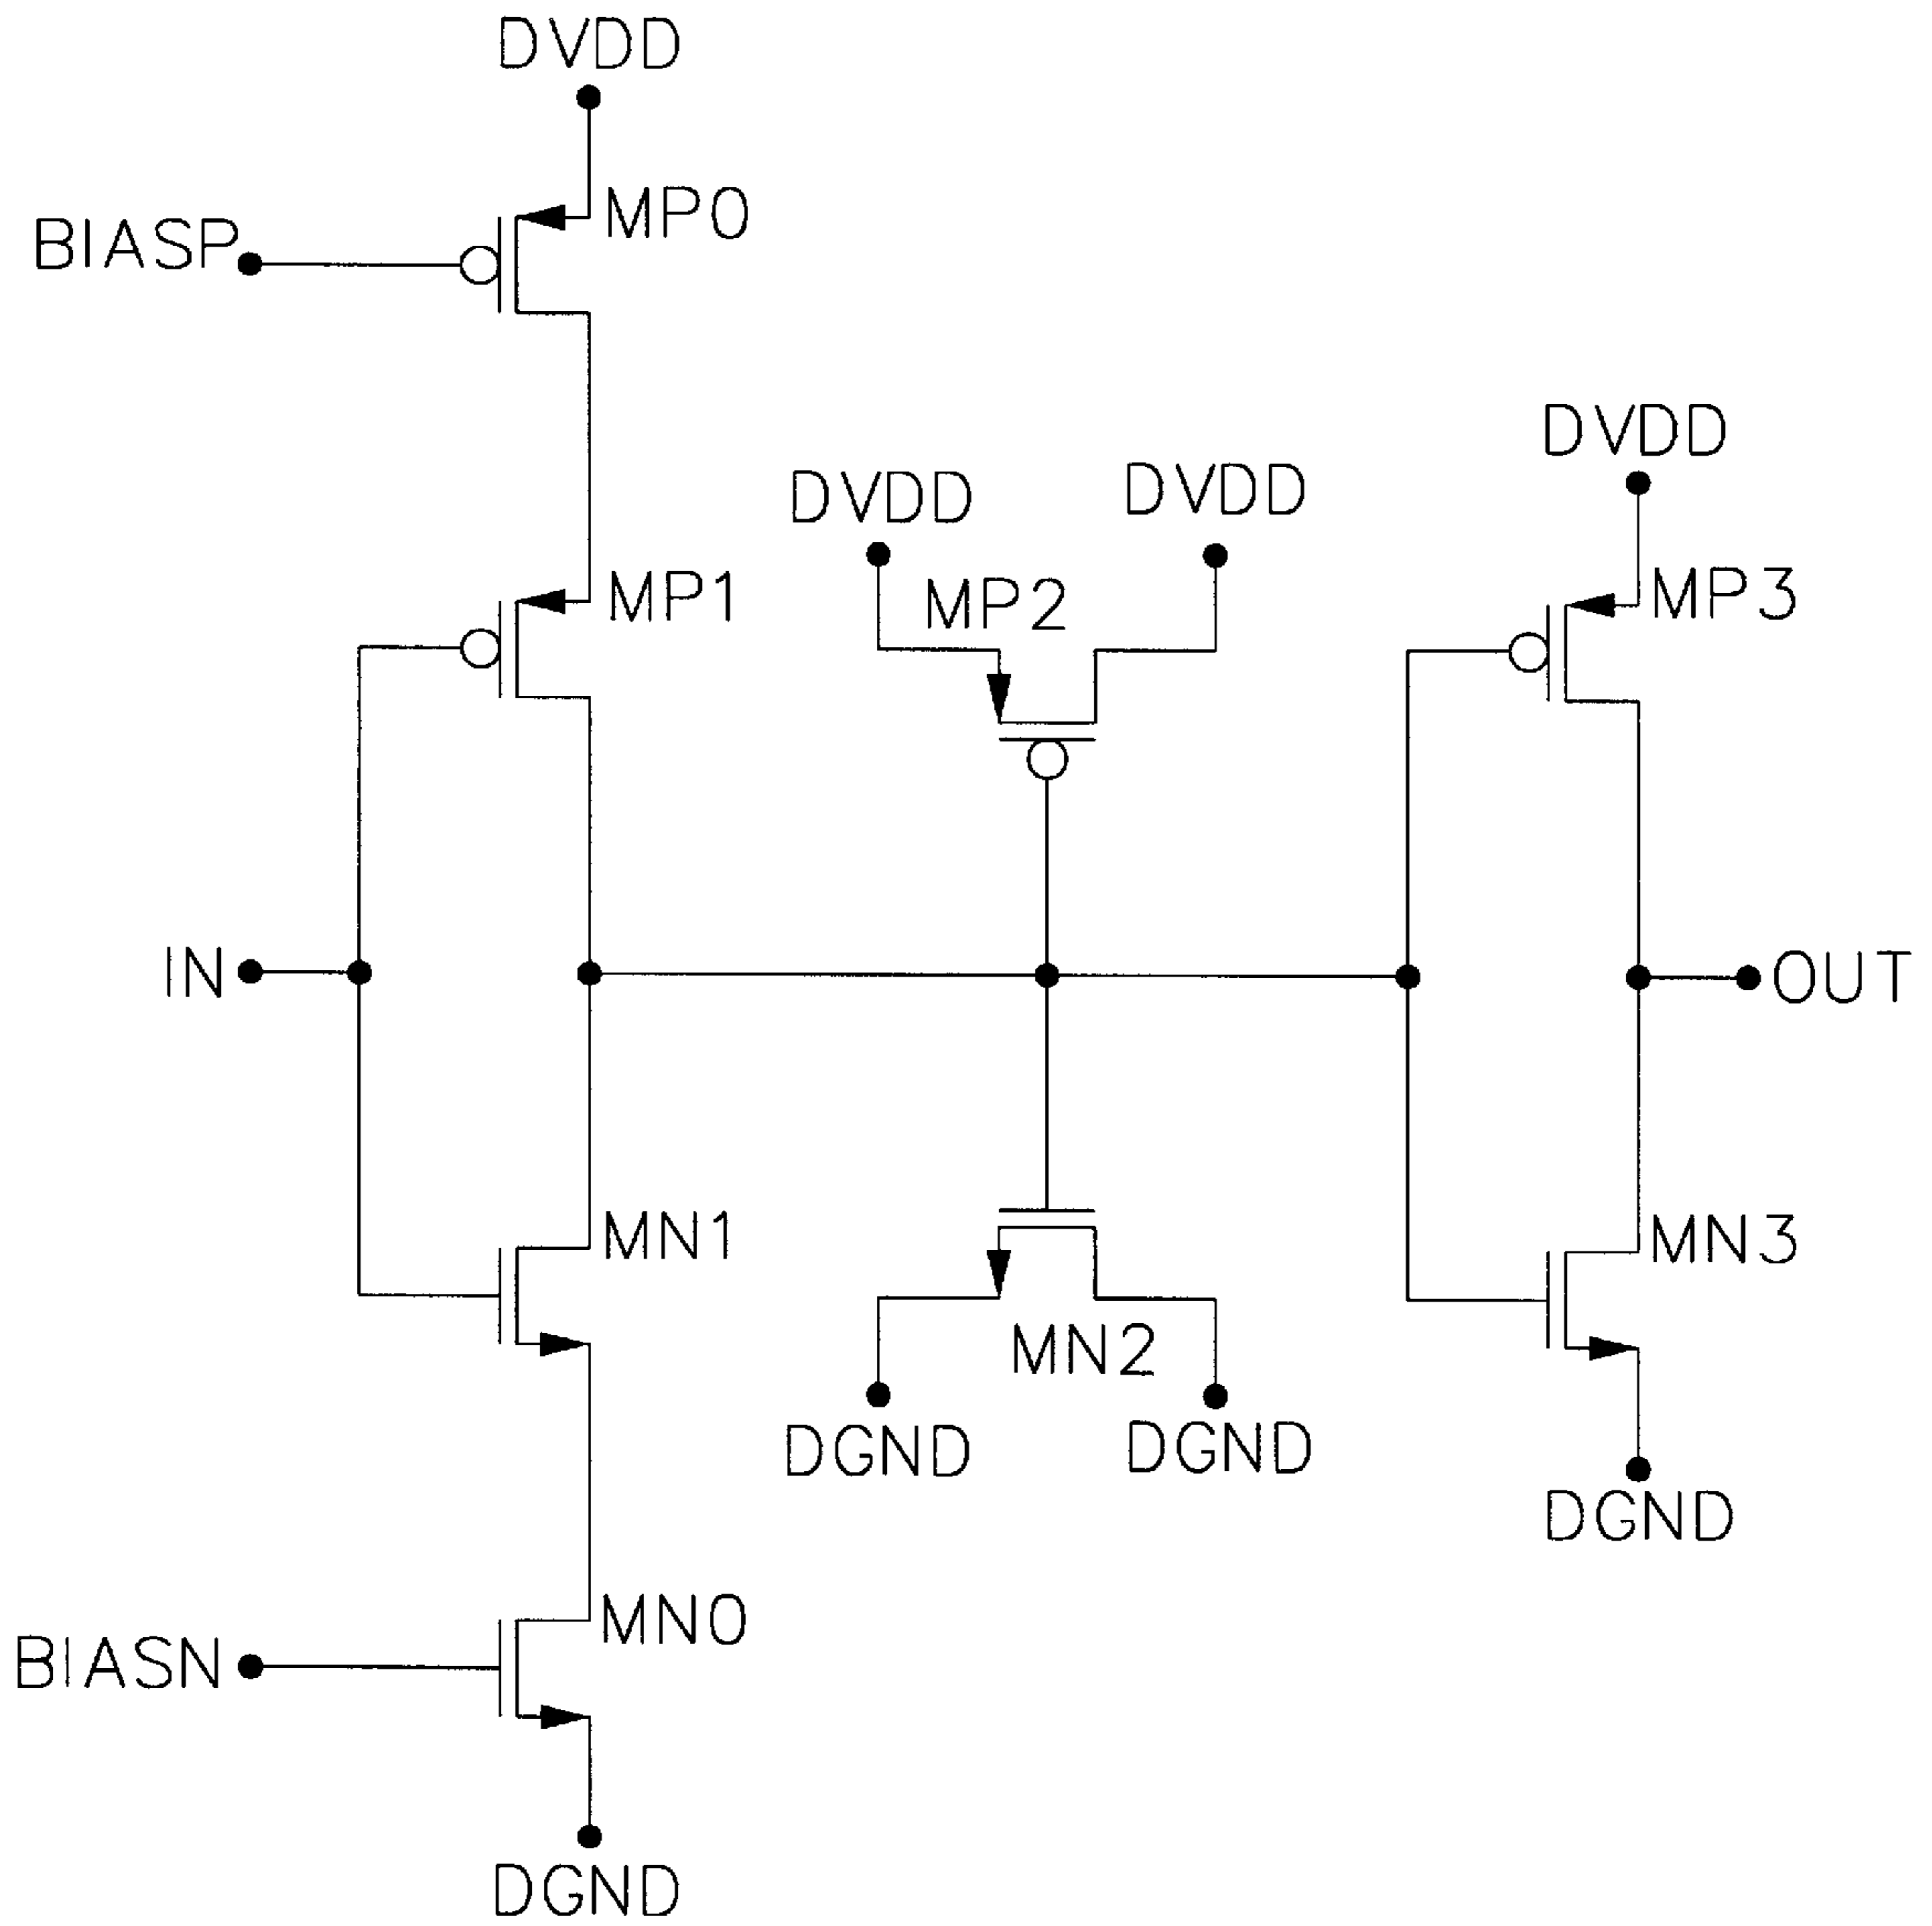 DVDD
MP0
BIASP
DVDD
DVDD
DVDD
MP1
MP2
MP3
IN
OUT
MN1
MN3
MN2
DGND
DGND
DGND
MN0
BIASN
DGND